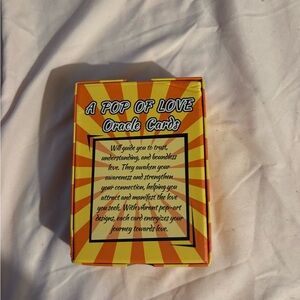 A POP OF LOVE
Oracle Cards
Will guide you to trust,
understanding, and boundless
love. They awaken your
awareness and strengthen
your connection, helping you
attract and manifest the love
you seek. With vibrant pop-art
designs, each card energizes your
journey towards love.